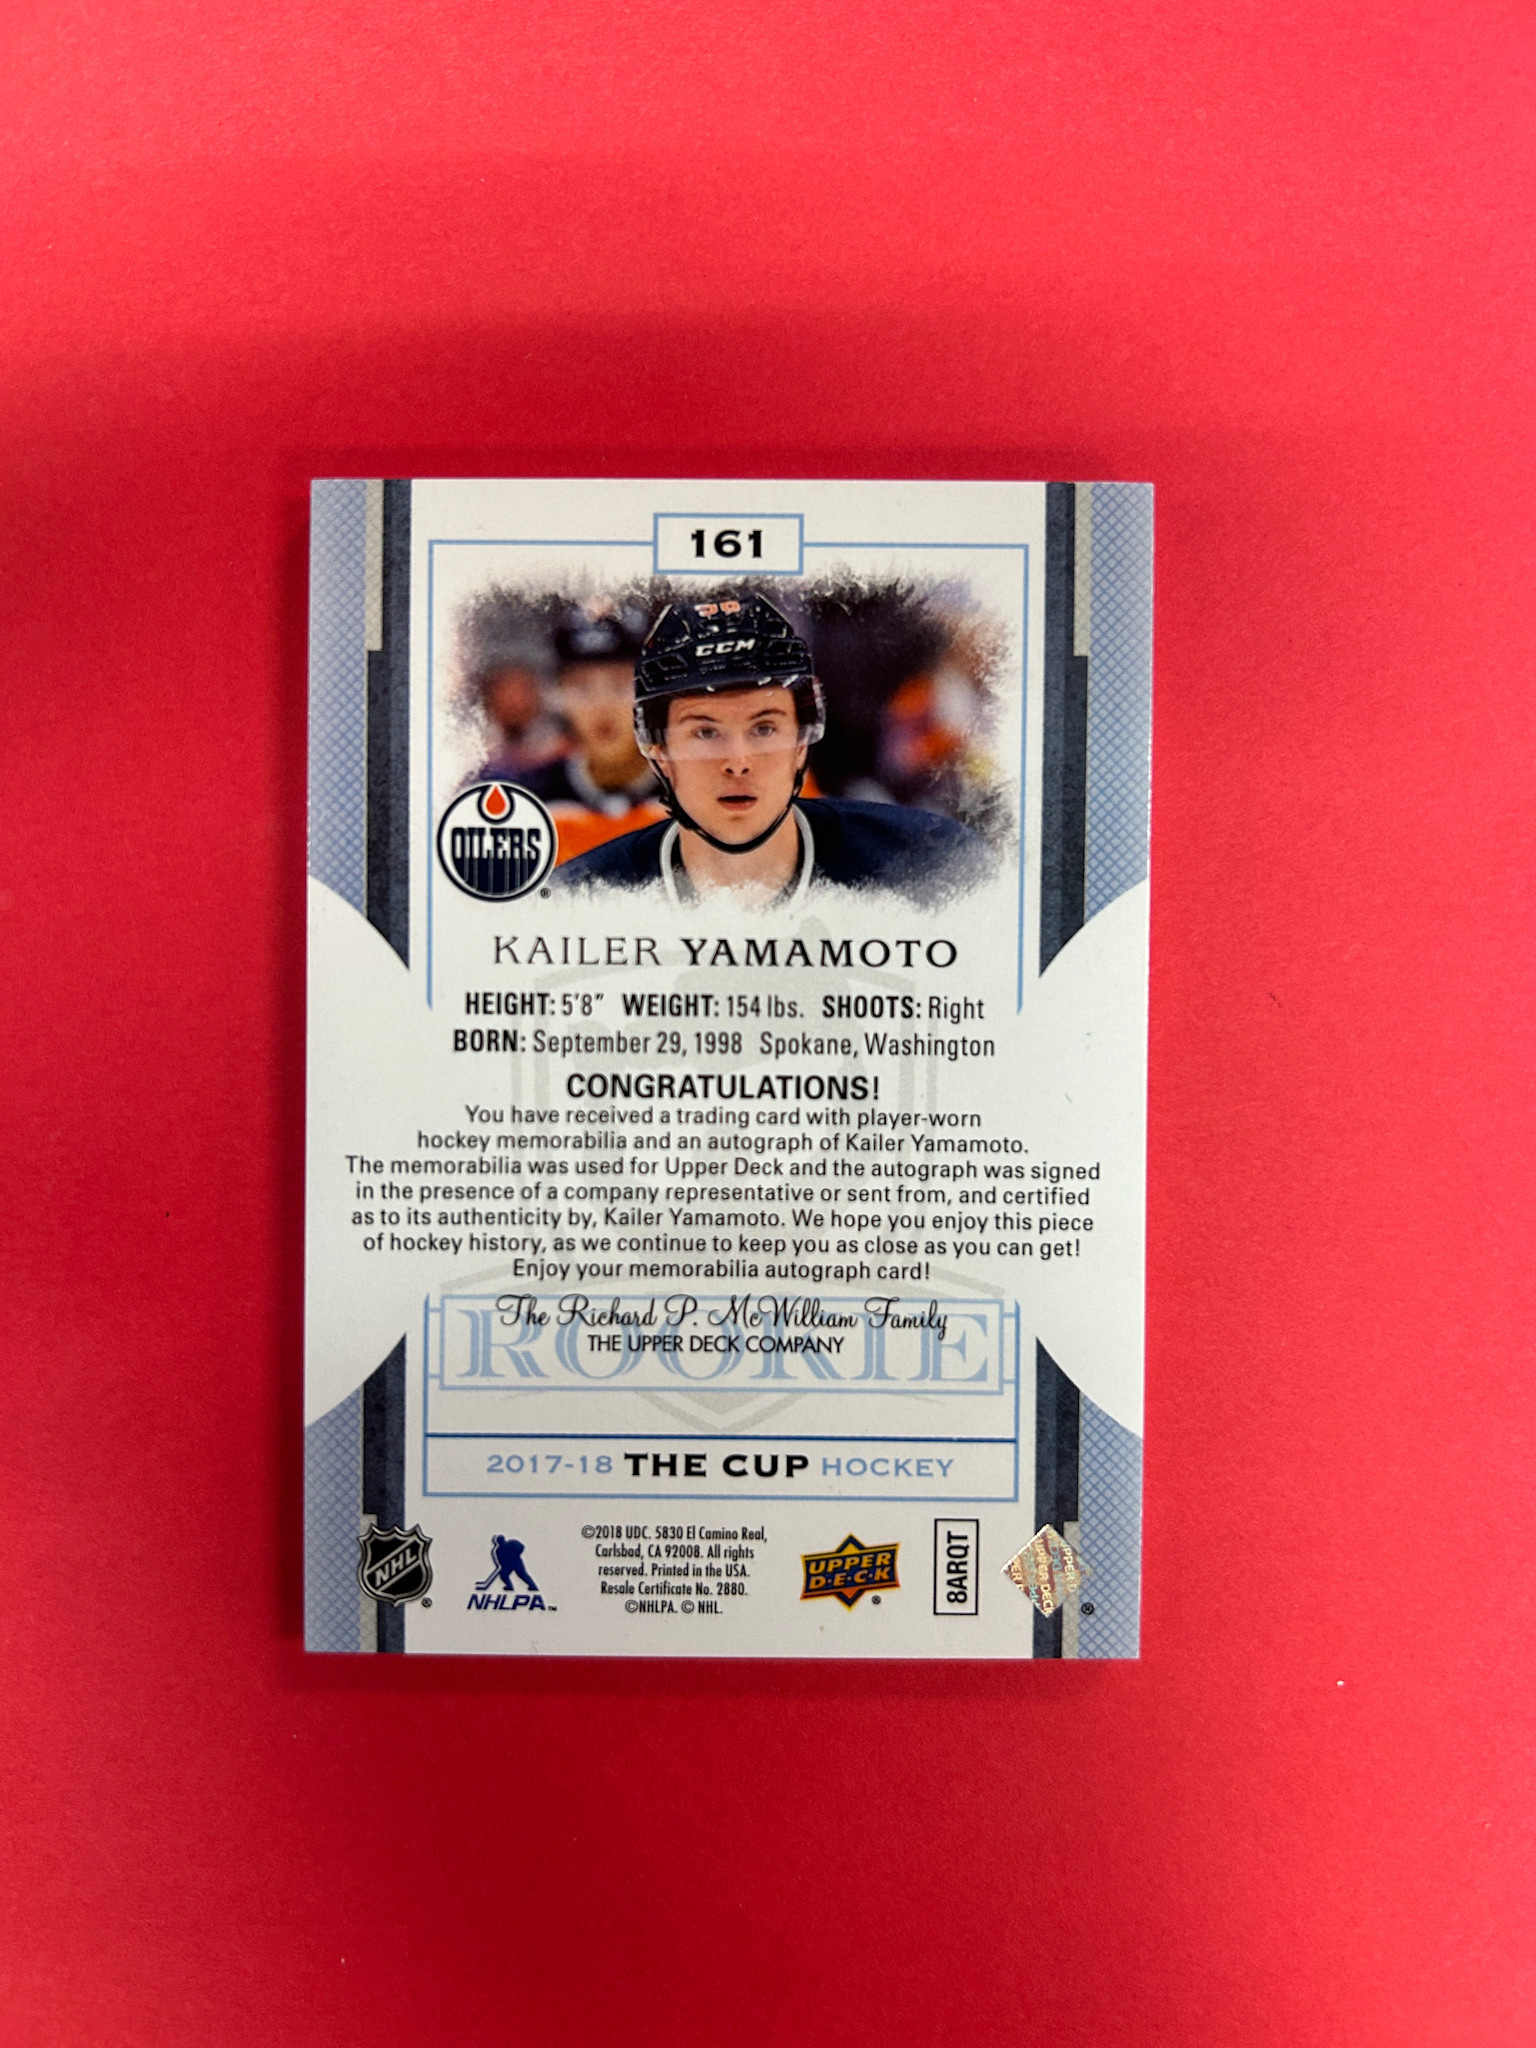 161
CCM
OILERS
KAILER YAMAMOTO
HEIGHT: 5'8" WEIGHT: 154 lbs. SHOOTS: Right
BORN: September 29, 1998 Spokane, Washington
CONGRATULATIONS!
You have received a trading card with player-worn
hockey memorabilia and an autograph of Kailer Yamamoto.
The memorabilia was used for Upper Deck and the autograph was signed
in the presence of a company representative or sent from, and certified
as to its authenticity by, Kailer Yamamoto. We hope you enjoy this piece
of hockey history, as we continue to keep you as close as you can get!
Enjoy your memorabilia autograph card!
The Richard P. McWilliam Family
THE UPPER DECK COMPANY
ROOKIE
2017-18 THE CUP HOCKEY
NHL
®
NHLPA™
©2018 UDC. 5830 El Camino Real,
Carlsbad, CA 92008. All rights
reserved. Printed in the USA.
Resale Certificate No. 2880.
©NHLPA. © NHL.
UPPER
D·E·C·K
®
8ARQT
UPPER DECK
®